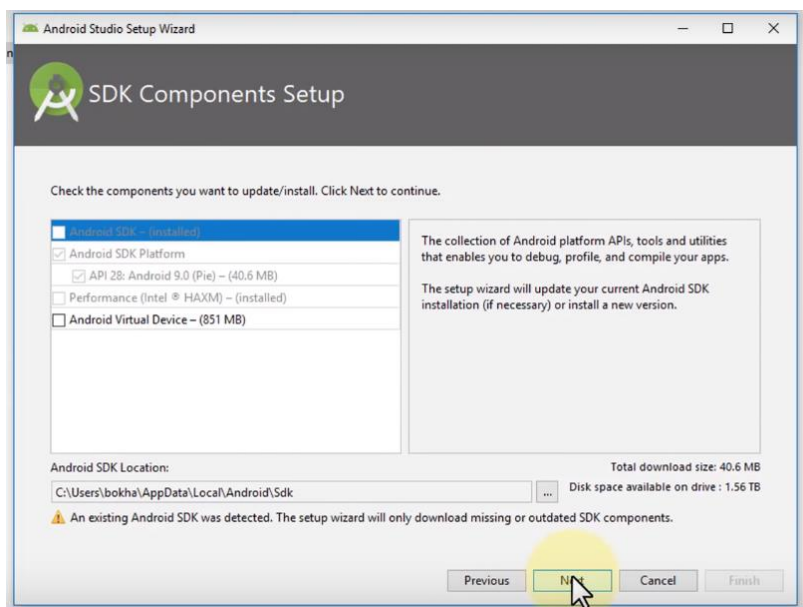 Android Studio Setup Wizard
SDK Components Setup
Check the components you want to update/install. Click Next to continue.
Android SDK – (installed)
Android SDK Platform
API 28: Android 9.0 (Pie) – (40.6 MB)
Performance (Intel ® HAXM) – (installed)
Android Virtual Device – (851 MB)
The collection of Android platform APIs, tools and utilities
that enables you to debug, profile, and compile your apps.
The setup wizard will update your current Android SDK
installation (if necessary) or install a new version.
Android SDK Location:
Total download size: 40.6 MB
C:\Users\bokha\AppData\Local\Android\Sdk
...
Disk space available on drive : 1.56 TB
An existing Android SDK was detected. The setup wizard will only download missing or outdated SDK components.
Previous
Next
Cancel
Finish